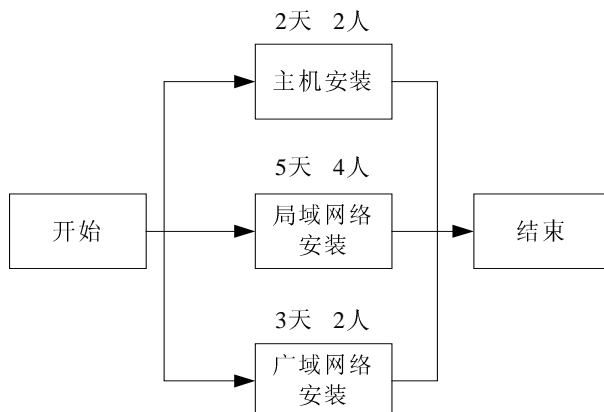 2天 2人
主机安装
5天 4人
开始
局域网络
安装
结束
3天 2人
广域网络
安装